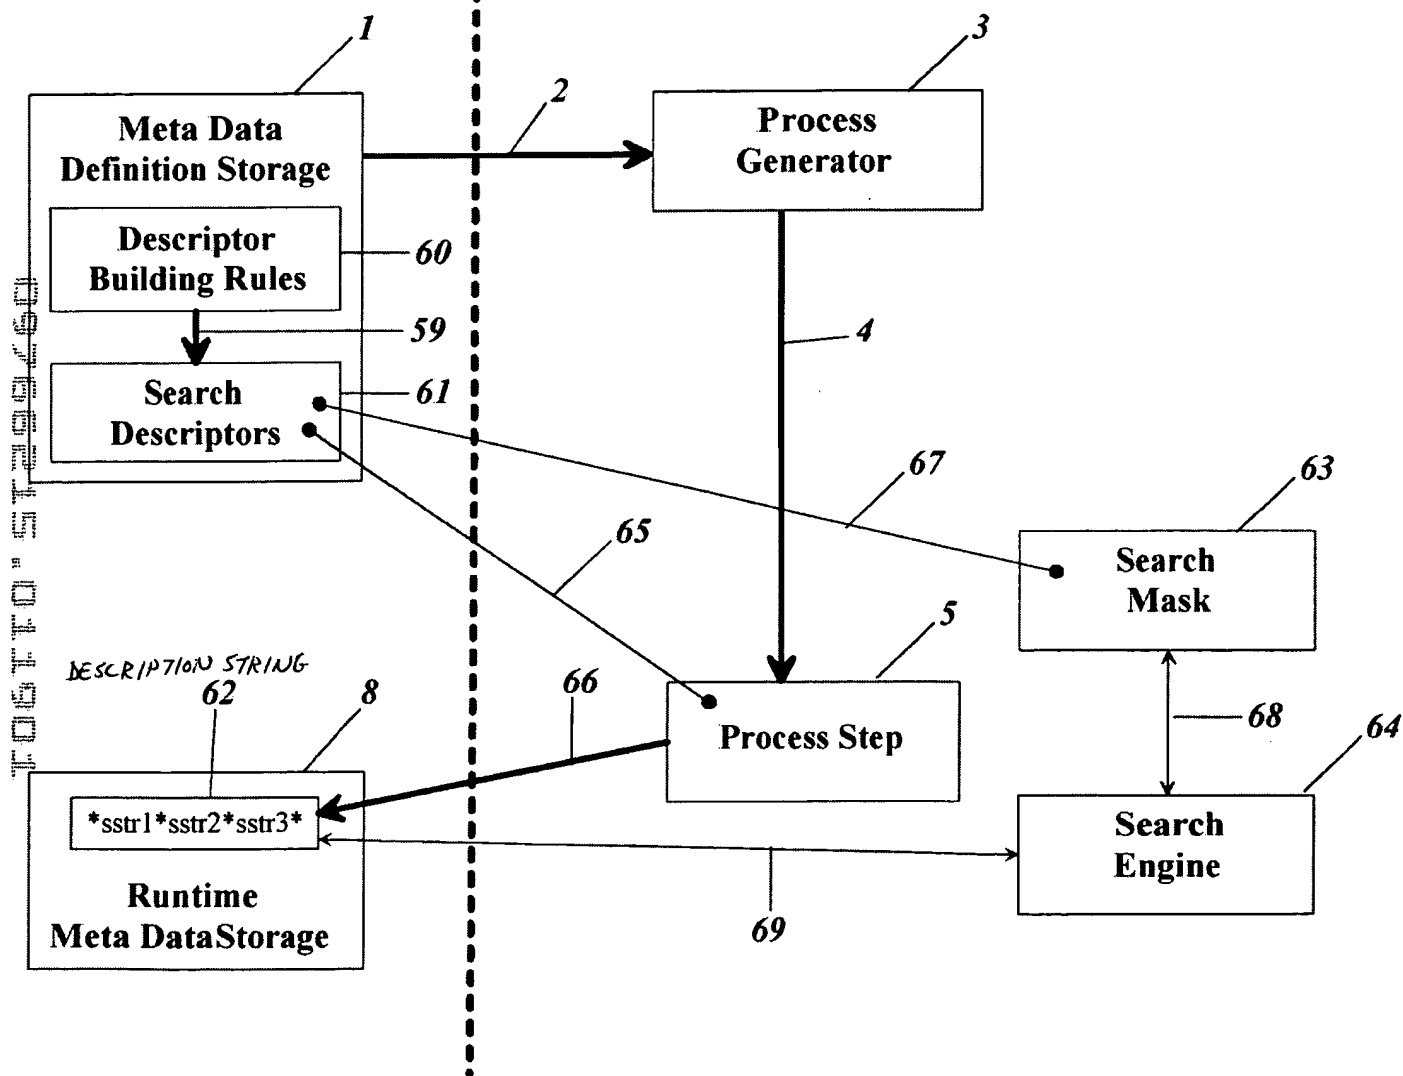 1
3
2
Meta Data
Definition Storage
Process
Generator
Descriptor
Building Rules
60
59
4
Search
Descriptors
61
67
63
65
Search
Mask
5
DESCRIPTION STRING
62
8
66
Process Step
68
64
*sstr1*sstr2*sstr3*
Search
Engine
Runtime
Meta DataStorage
69